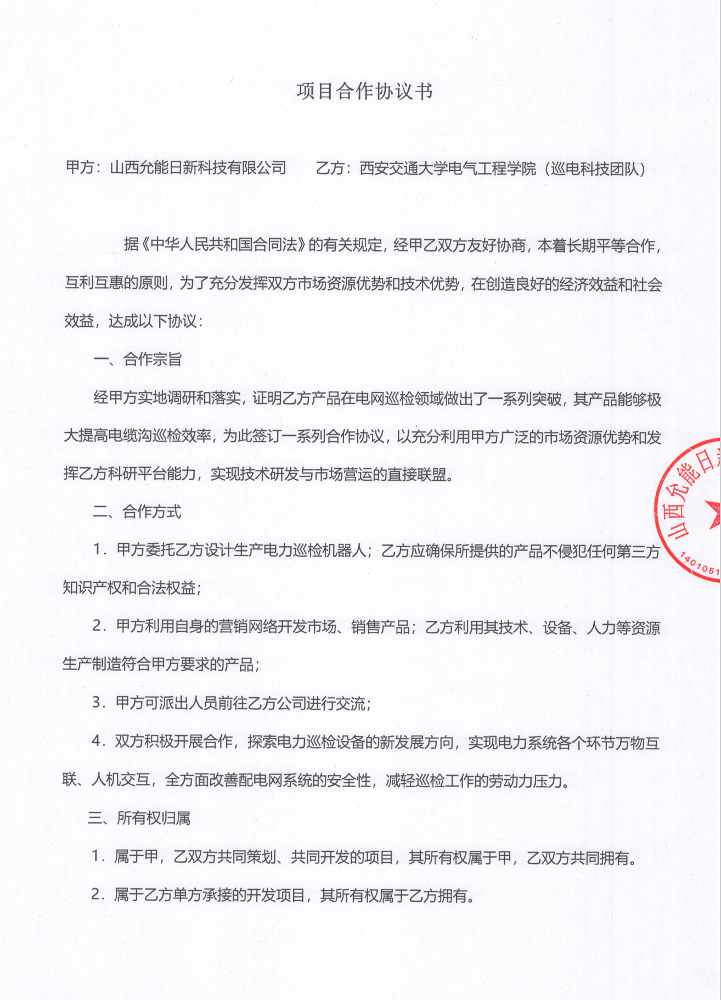 项目合作协议书
甲方：山西允能日新科技有限公司　　乙方：西安交通大学电气工程学院（巡电科技团队）
据《中华人民共和国合同法》的有关规定，经甲乙双方友好协商，本着长期平等合作，
互利互惠的原则，为了充分发挥双方市场资源优势和技术优势，在创造良好的经济效益和社会
效益，达成以下协议：
一、合作宗旨
经甲方实地调研和落实，证明乙方产品在电网巡检领域做出了一系列突破，其产品能够极
大提高电缆沟巡检效率，为此签订一系列合作协议，以充分利用甲方广泛的市场资源优势和发
挥乙方科研平台能力，实现技术研发与市场营运的直接联盟。
二、合作方式
1．甲方委托乙方设计生产电力巡检机器人；乙方应确保所提供的产品不侵犯任何第三方
知识产权和合法权益；
2．甲方利用自身的营销网络开发市场、销售产品；乙方利用其技术、设备、人力等资源
生产制造符合甲方要求的产品；
3．甲方可派出人员前往乙方公司进行交流；
4．双方积极开展合作，探索电力巡检设备的新发展方向，实现电力系统各个环节万物互
联、人机交互，全方面改善配电网系统的安全性，减轻巡检工作的劳动力压力。
三、所有权归属
1．属于甲，乙双方共同策划、共同开发的项目，其所有权属于甲，乙双方共同拥有。
2．属于乙方单方承接的开发项目，其所有权属于乙方拥有。
山西允能日
1401051